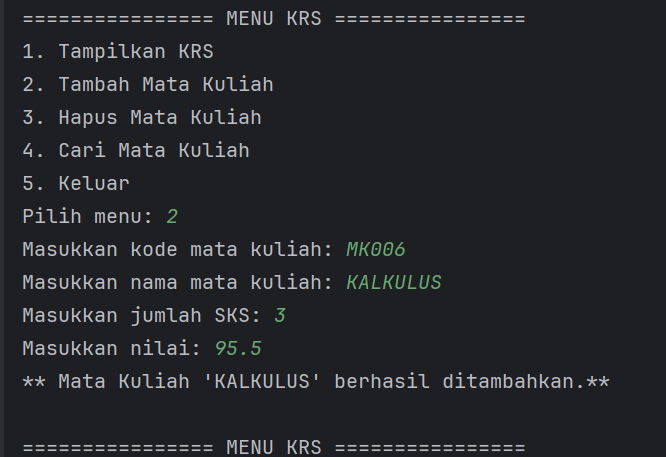 ================ MENU KRS ================
1. Tampilkan KRS
2. Tambah Mata Kuliah
3. Hapus Mata Kuliah
4. Cari Mata Kuliah
5. Keluar
Pilih menu: 2
Masukkan kode mata kuliah: MK006
Masukkan nama mata kuliah: KALKULUS
Masukkan jumlah SKS: 3
Masukkan nilai: 95.5
** Mata Kuliah 'KALKULUS' berhasil ditambahkan.**
================ MENU KRS ================